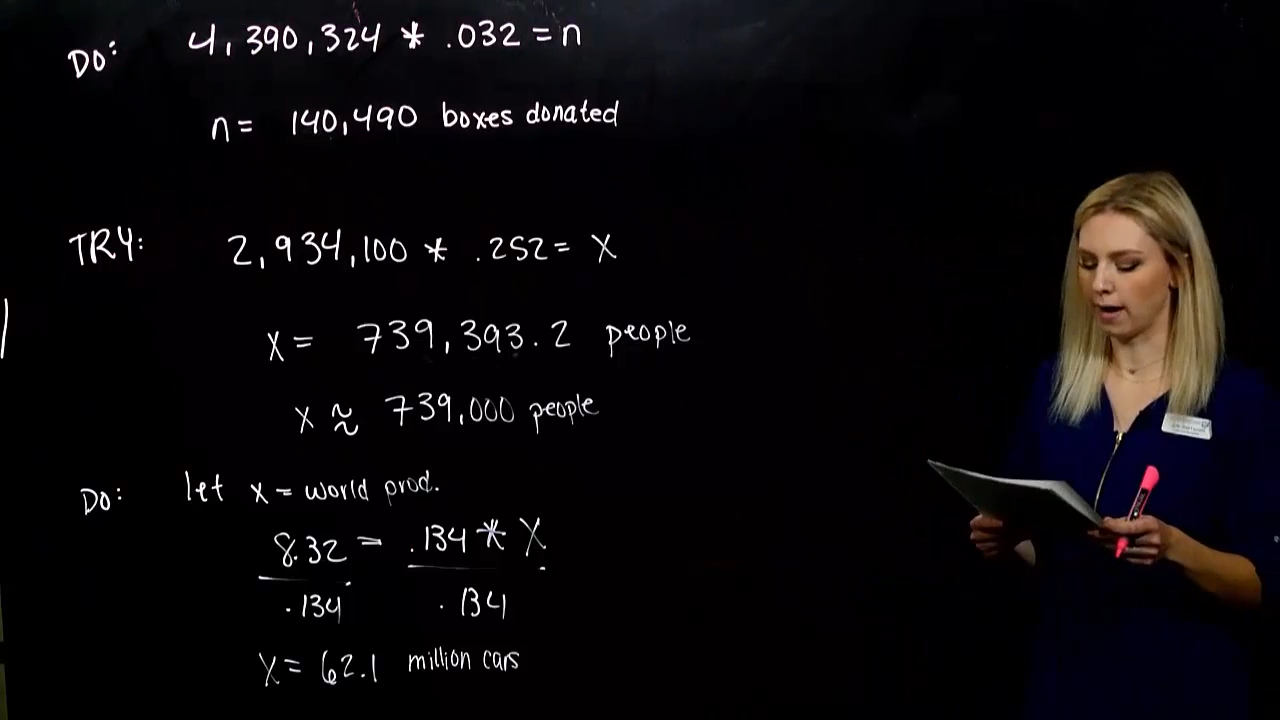 DO: 4,390,324 * .032 = n
n = 140,490 boxes donated
TRY: 2,934,100 * .252 = X
X = 739,393.2 people
X ≈ 739,000 people
DO: let x = world prod.
8.32 = .134 * X
.134 .134
X = 62.1 million cars